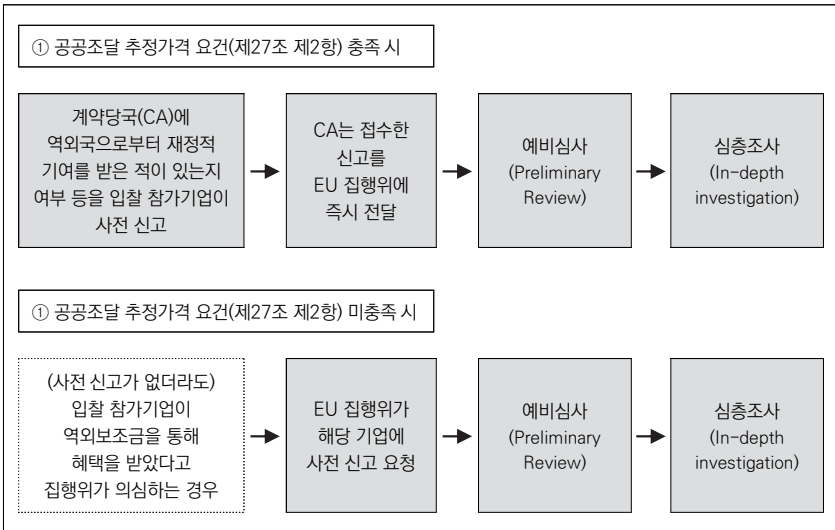 ① 공공조달 추정가격 요건(제27조 제2항) 충족 시
계약당국(CA)에
역외국으로부터 재정적
기여를 받은 적이 있는지
여부 등을 입찰 참가기업이
사전 신고
CA는 접수한
신고를
EU 집행위에
즉시 전달
예비심사
(Preliminary
Review)
심층조사
(In-depth
investigation)
① 공공조달 추정가격 요건(제27조 제2항) 미충족 시
(사전 신고가 없더라도)
입찰 참가기업이
역외보조금을 통해
혜택을 받았다고
집행위가 의심하는 경우
EU 집행위가
해당 기업에
사전 신고 요청
예비심사
(Preliminary
Review)
심층조사
(In-depth
investigation)